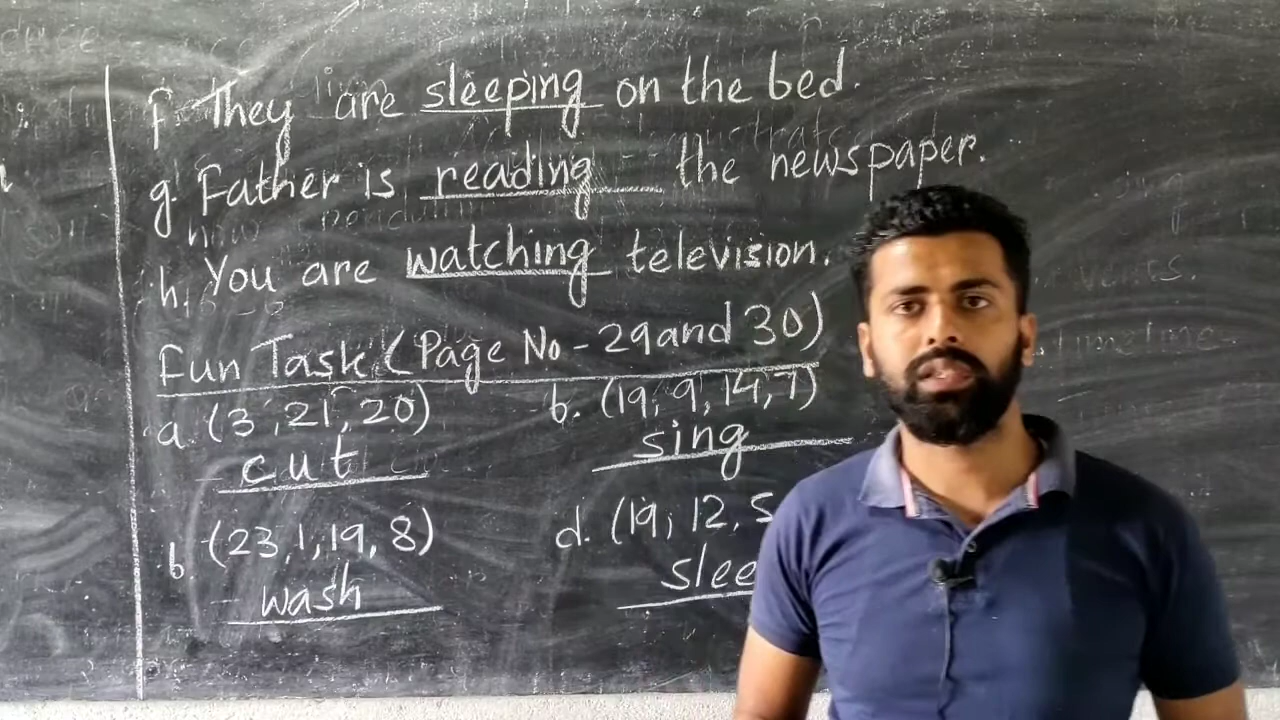 f. They are sleeping on the bed.
g. Father is reading the newspaper.
h. You are watching television.
Fun Task (Page No - 29 and 30)
a. (3, 21, 20) b. (19, 9, 14, 7)
- cut sing
b. (23, 1, 19, 8) d. (19, 12, 5
- wash slee